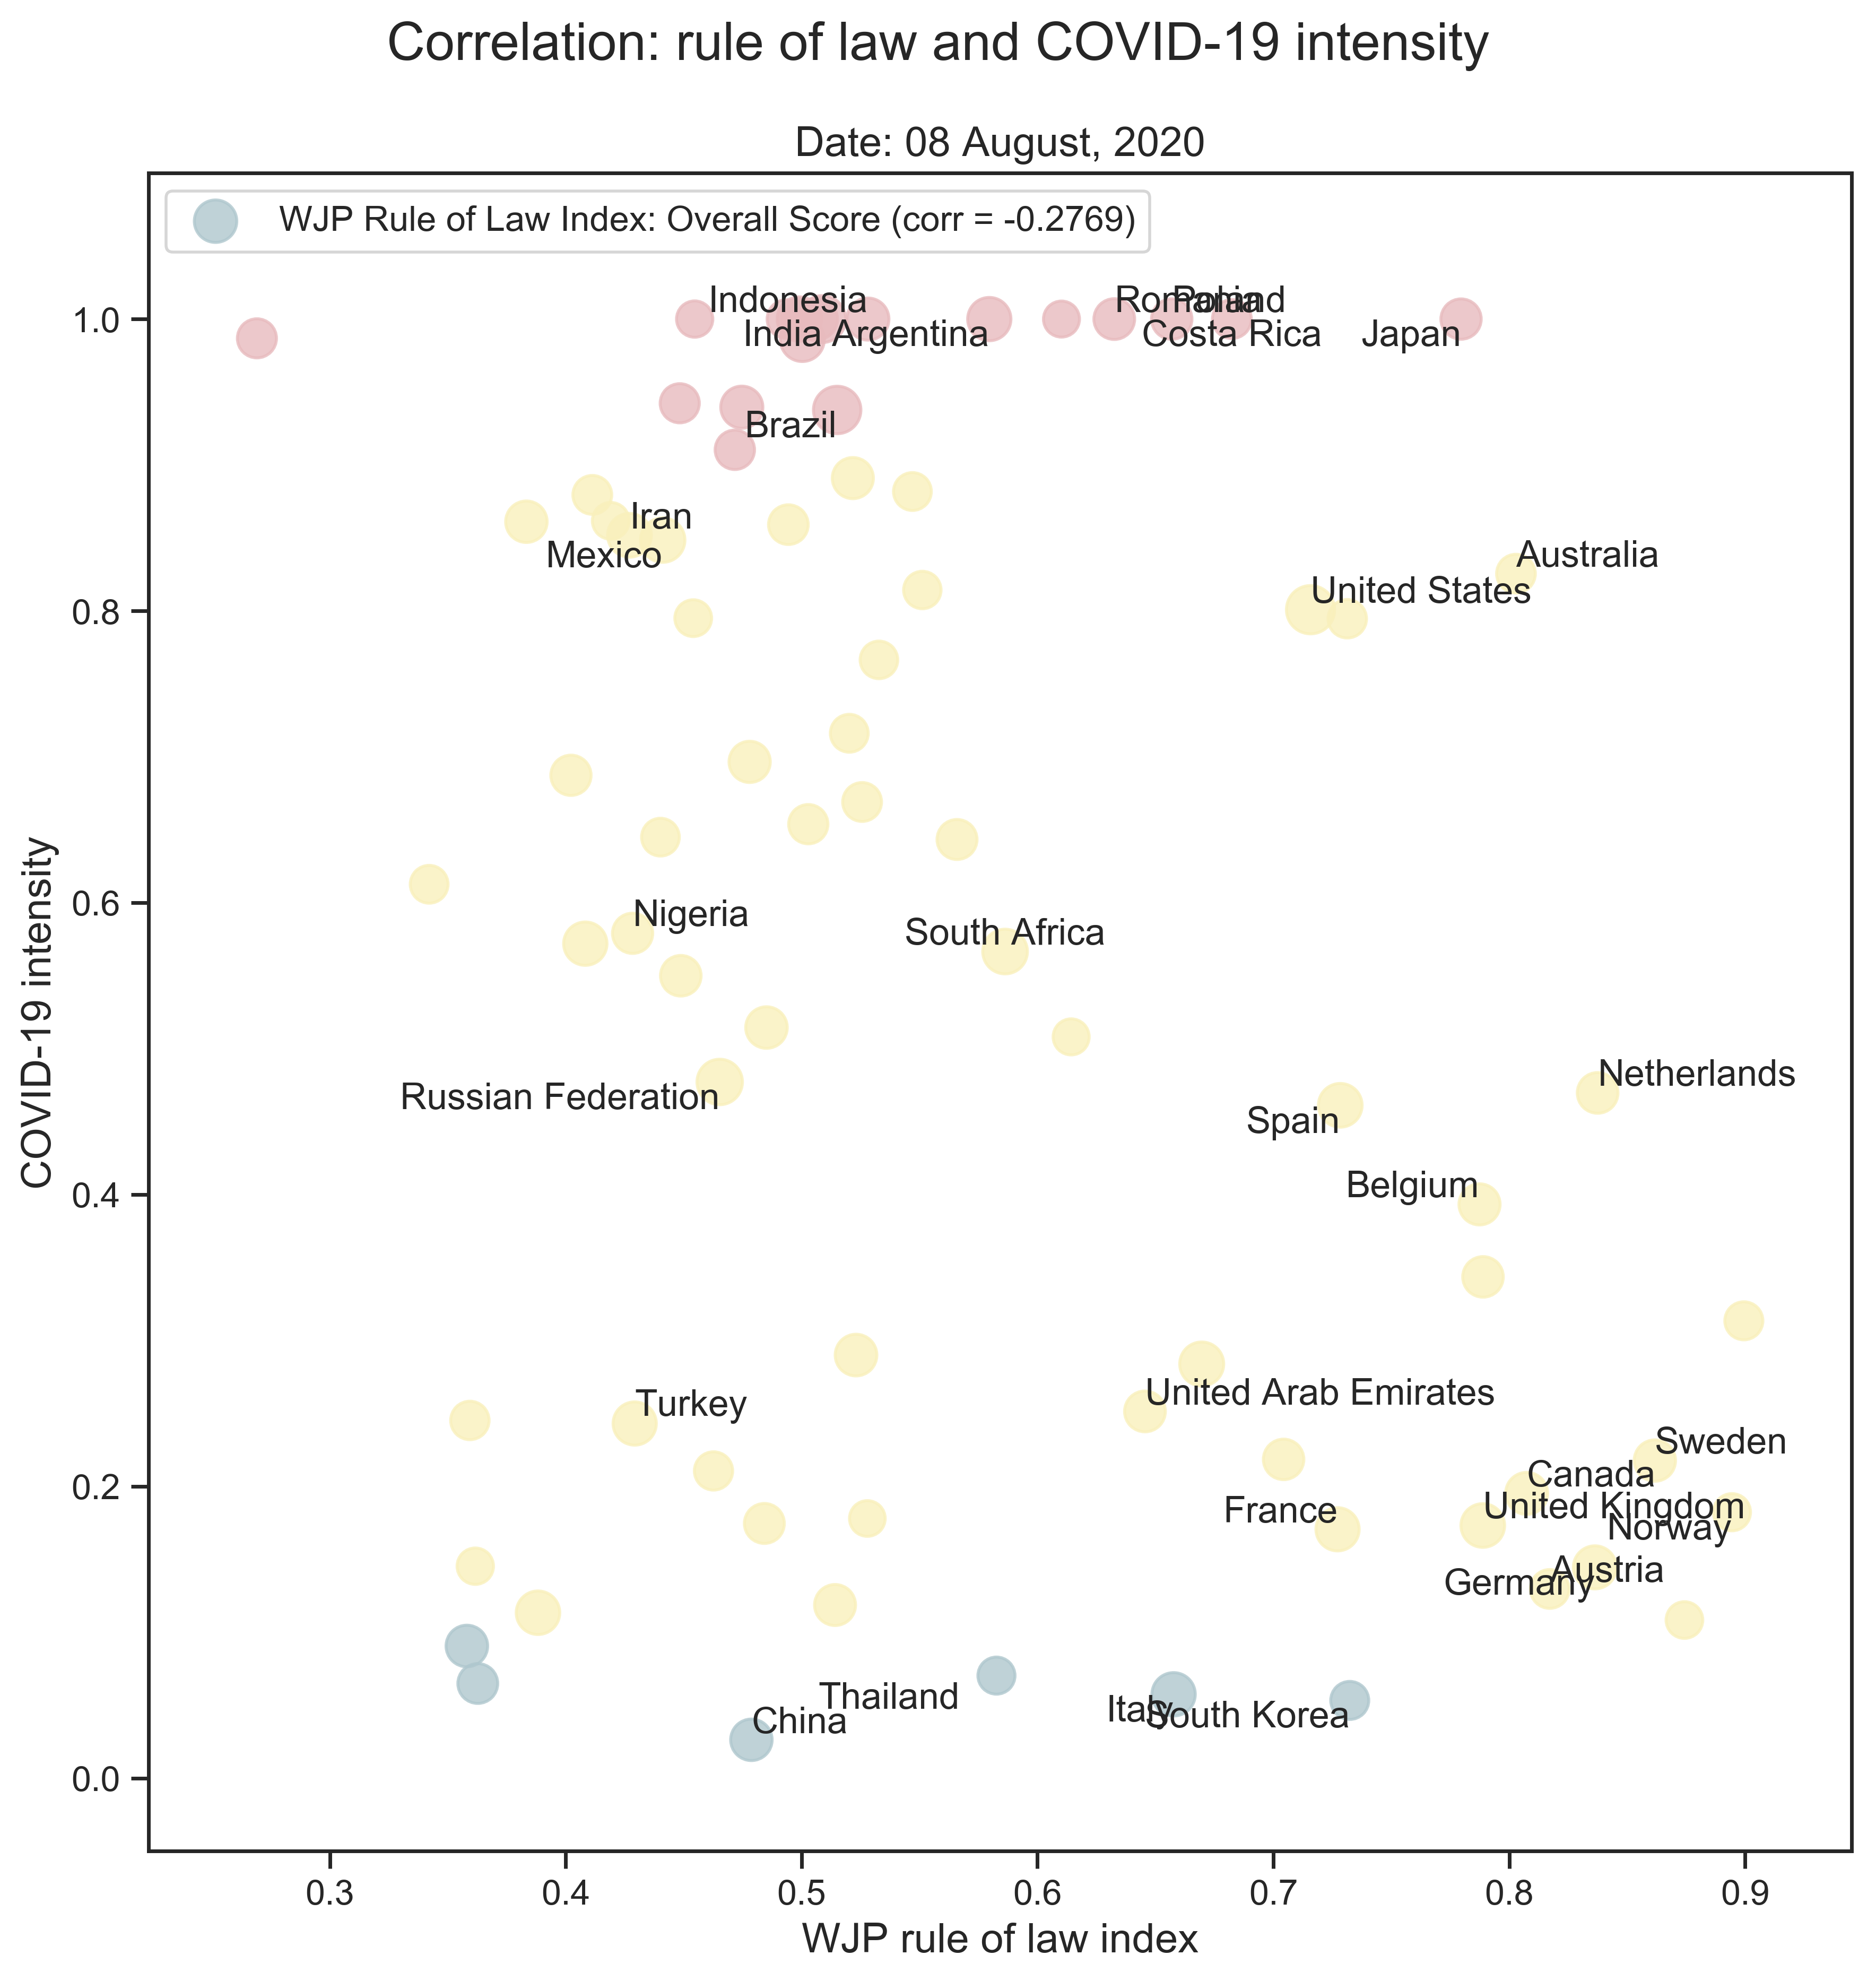 Correlation: rule of law and COVID-19 intensity
Date: 08 August, 2020
WJP Rule of Law Index: Overall Score (corr = -0.2769)
Indonesia
Romania
Poland
India
Argentina
Costa Rica
Japan
Brazil
Iran
Mexico
Australia
United States
Nigeria
South Africa
Netherlands
Russian Federation
Spain
Belgium
United Arab Emirates
Turkey
Sweden
Canada
United Kingdom
France
Norway
Austria
Germany
Thailand
Italy
South Korea
China
1.0
0.8
0.6
0.4
0.2
0.0
COVID-19 intensity
0.3 0.4 0.5 0.6 0.7 0.8 0.9
WJP rule of law index